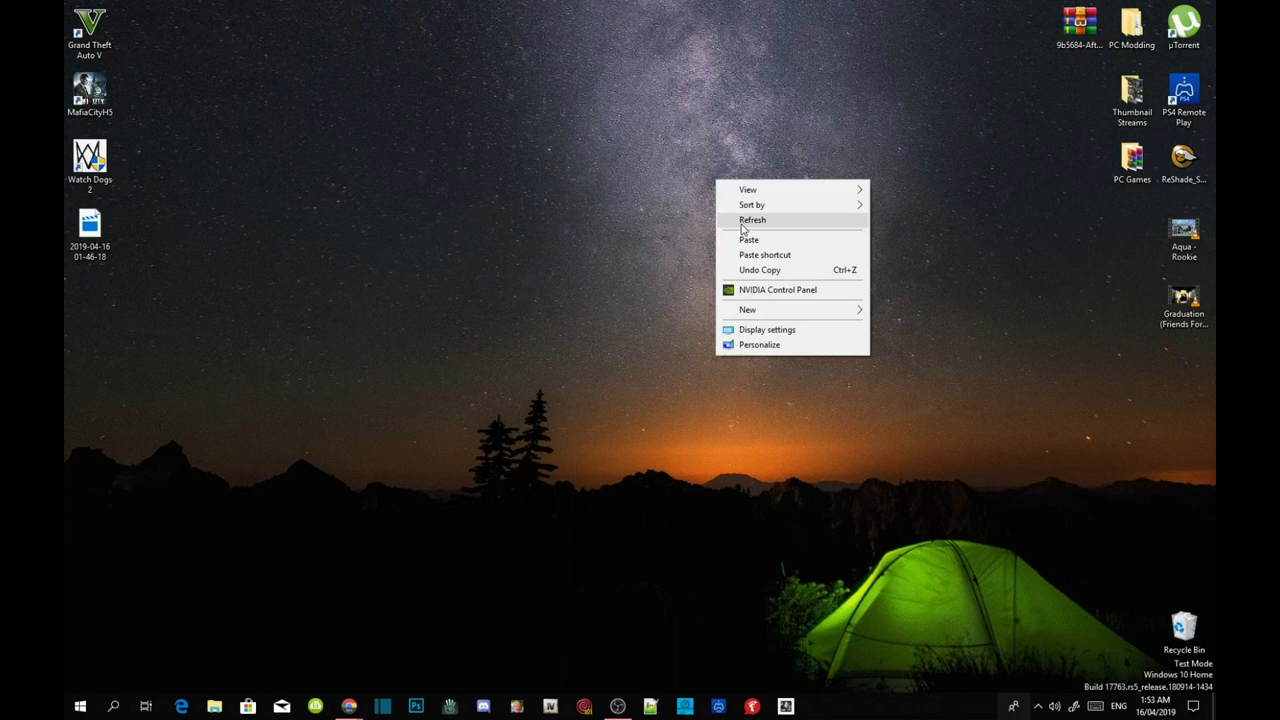 Grand Theft
Auto V
MafiaCityH5
Watch Dogs
2
2019-04-16
01-46-18
View
Sort by
Refresh
Paste
Paste shortcut
Undo Copy Ctrl+Z
NVIDIA Control Panel
New
Display settings
Personalize
9b5684-Aft...
PC Modding
µTorrent
Thumbnail
Streams
PS4 Remote
Play
PC Games
ReShade_S...
Aqua -
Rookie
Graduation
(Friends For...
Recycle Bin
Test Mode
Windows 10 Home
Build 17763.rs5_release.180914-1434
ENG
1:53 AM
16/04/2019